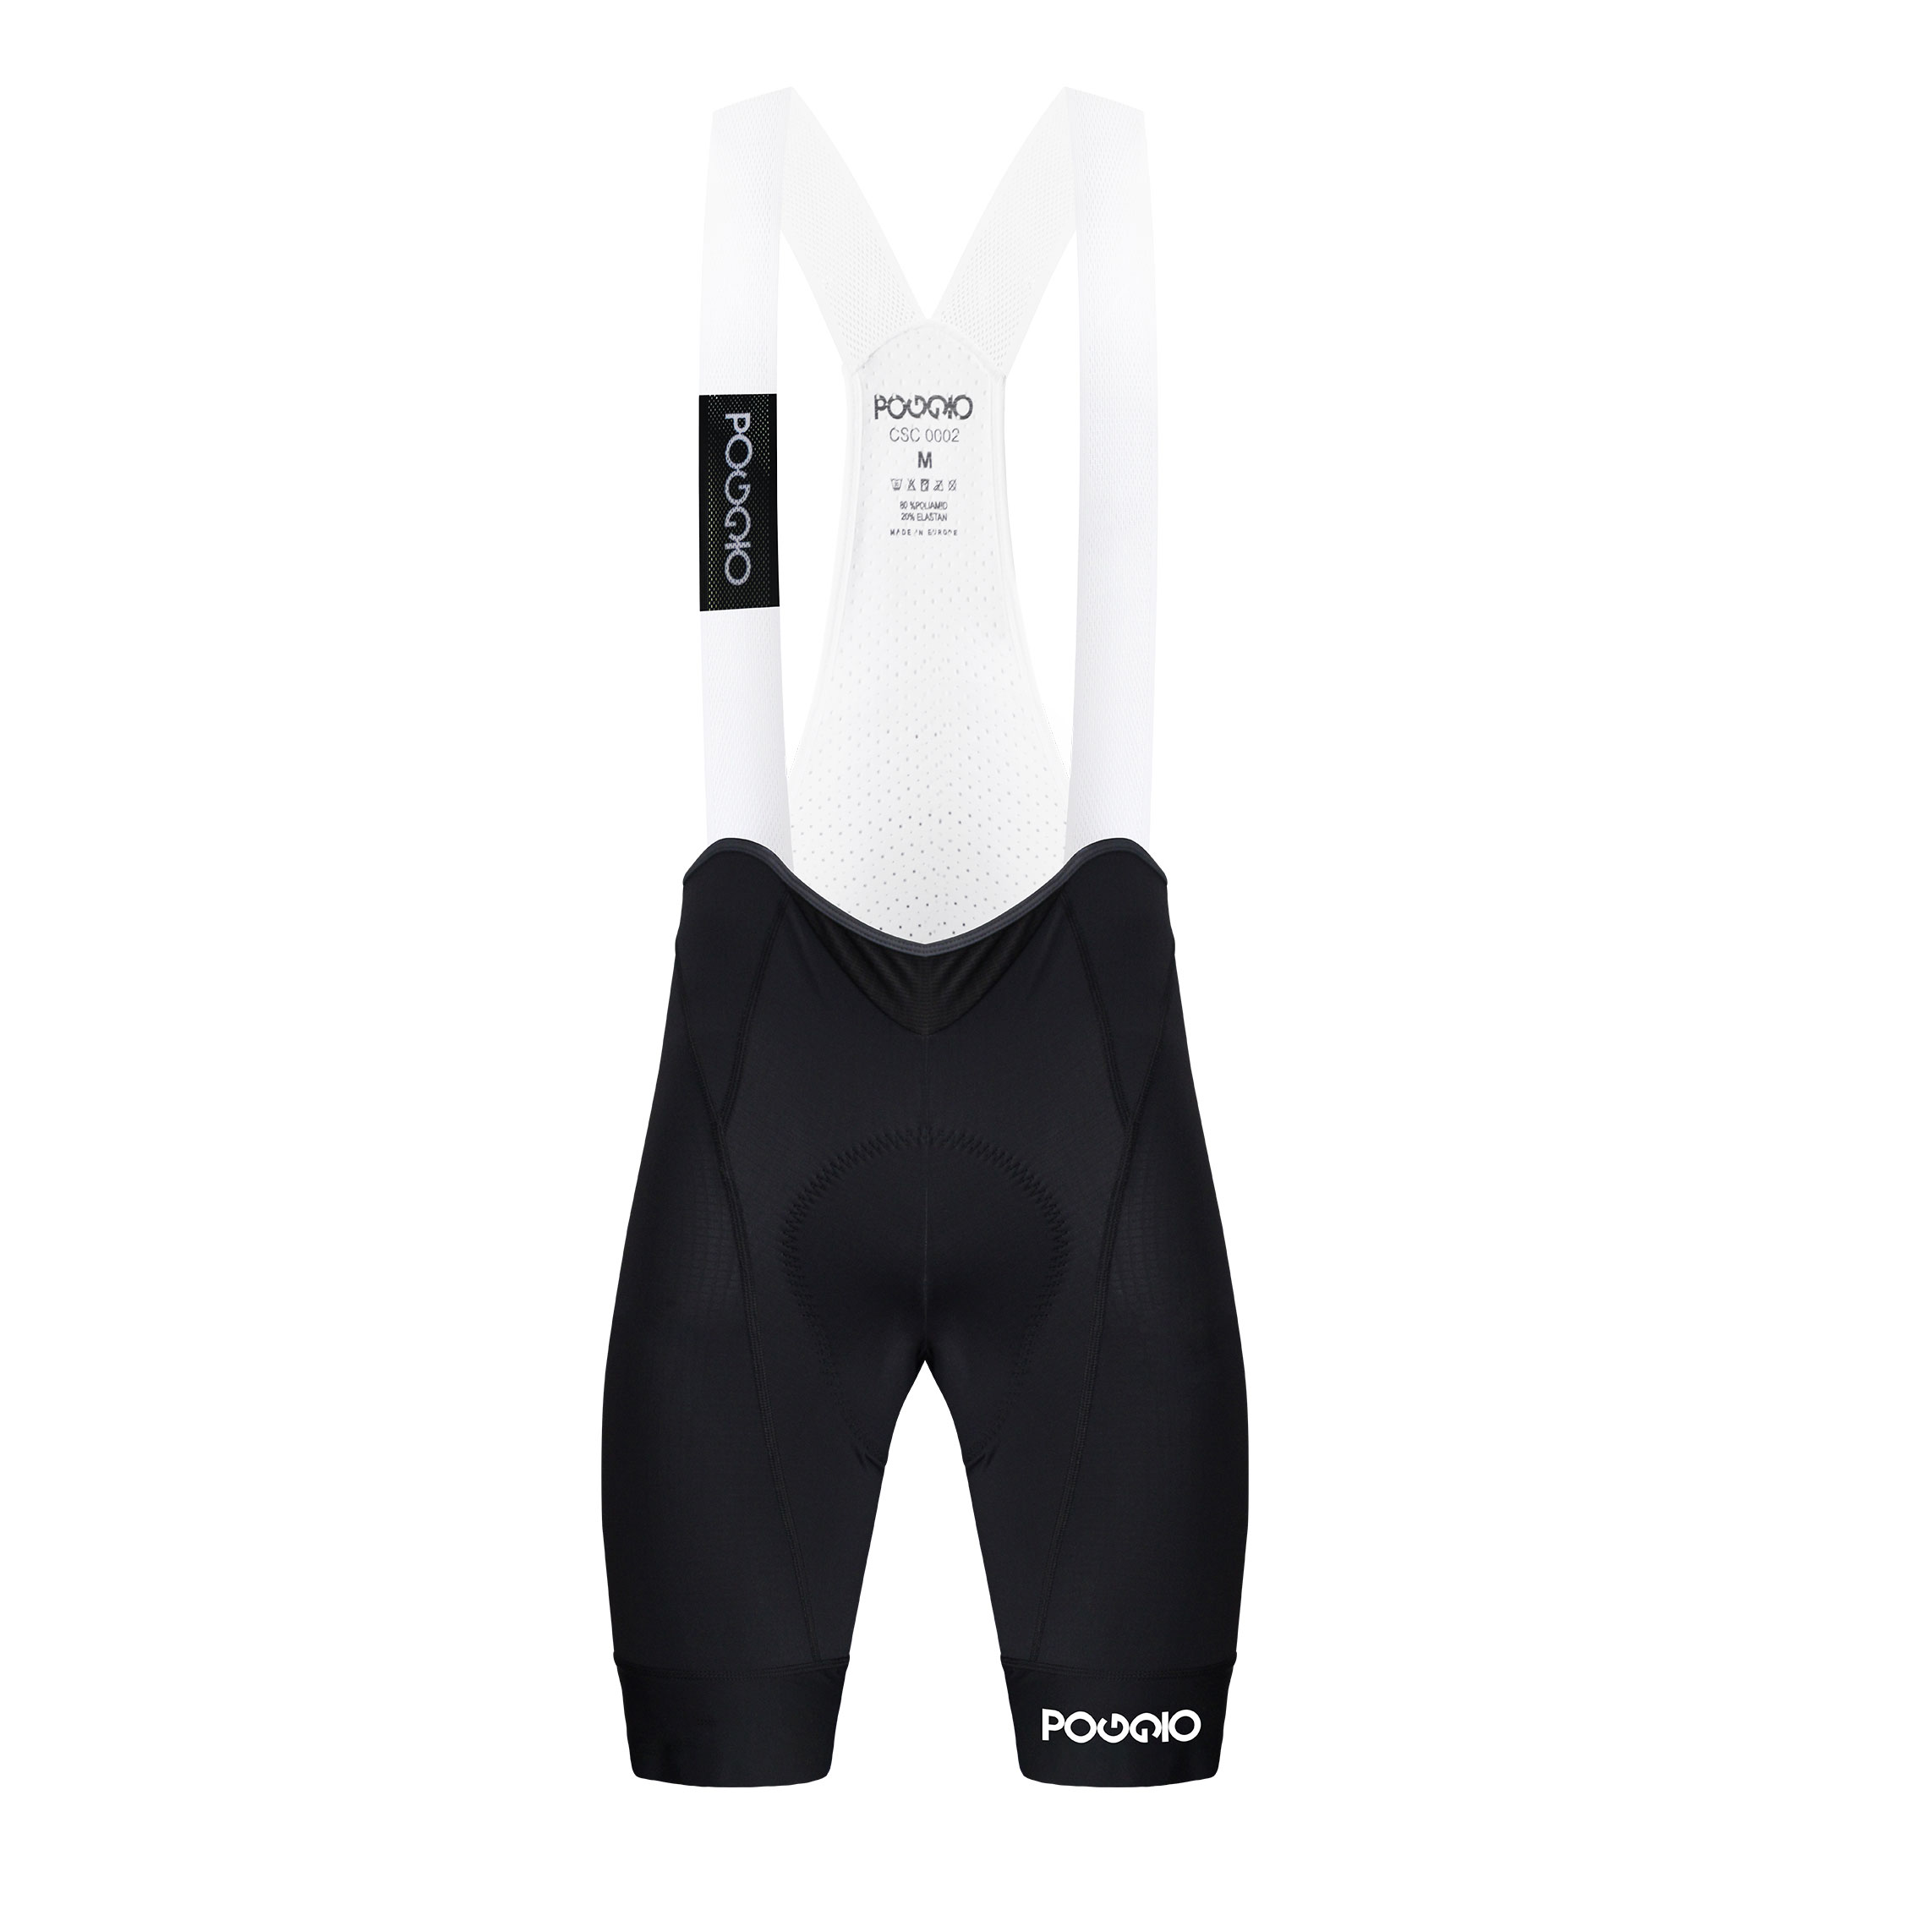 POGGIO
CSC 0002
M
80 %POLIAMID
20% ELASTAN
MADE IN EUROPE
POGGIO
POGGIO